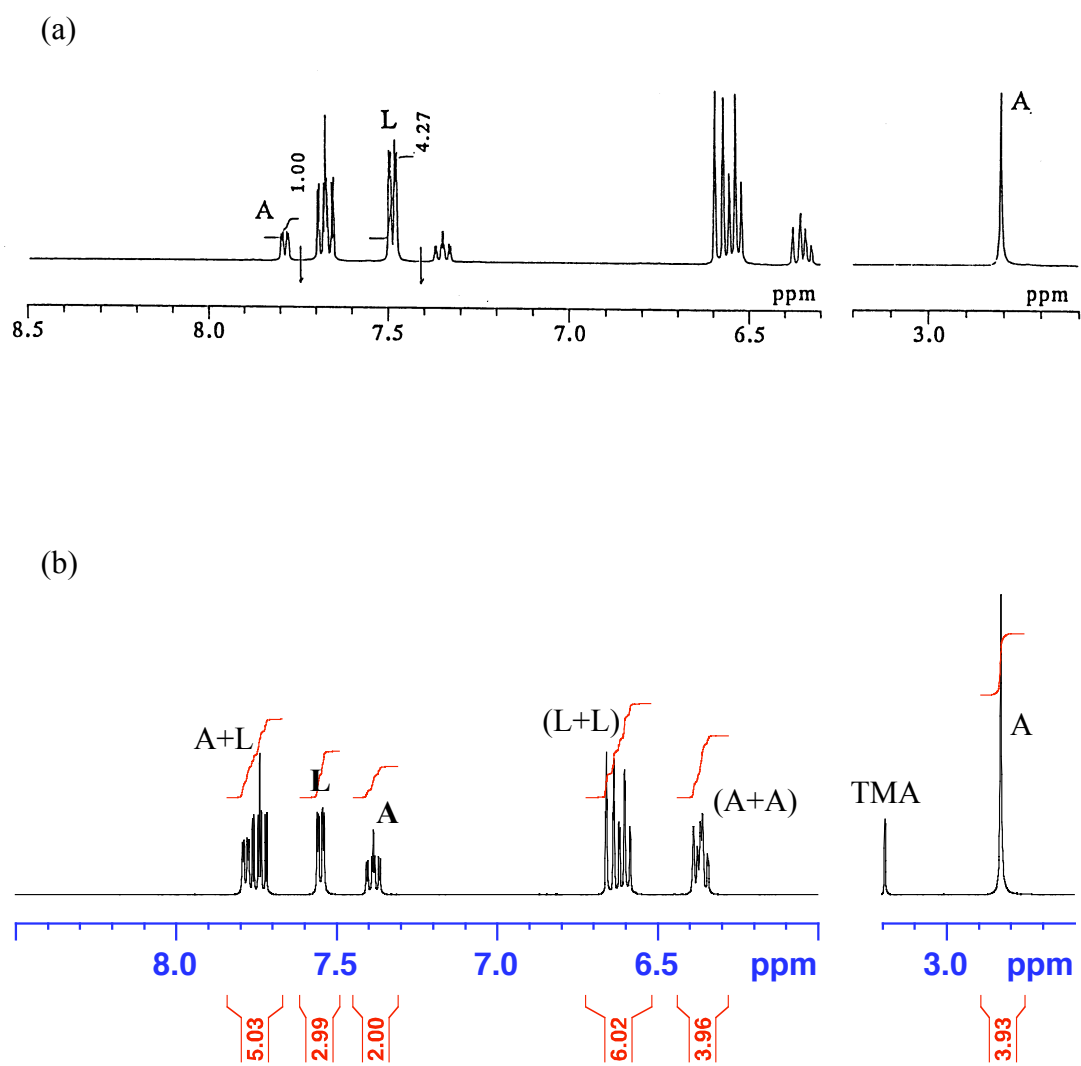 (a)
A 1.00 L 4.27 A
ppm ppm
8.5 8.0 7.5 7.0 6.5 3.0
(b)
A+L L A (L+L) (A+A) TMA A
8.0 7.5 7.0 6.5 ppm 3.0 ppm
5.03 2.99 2.00 6.02 3.96 3.93